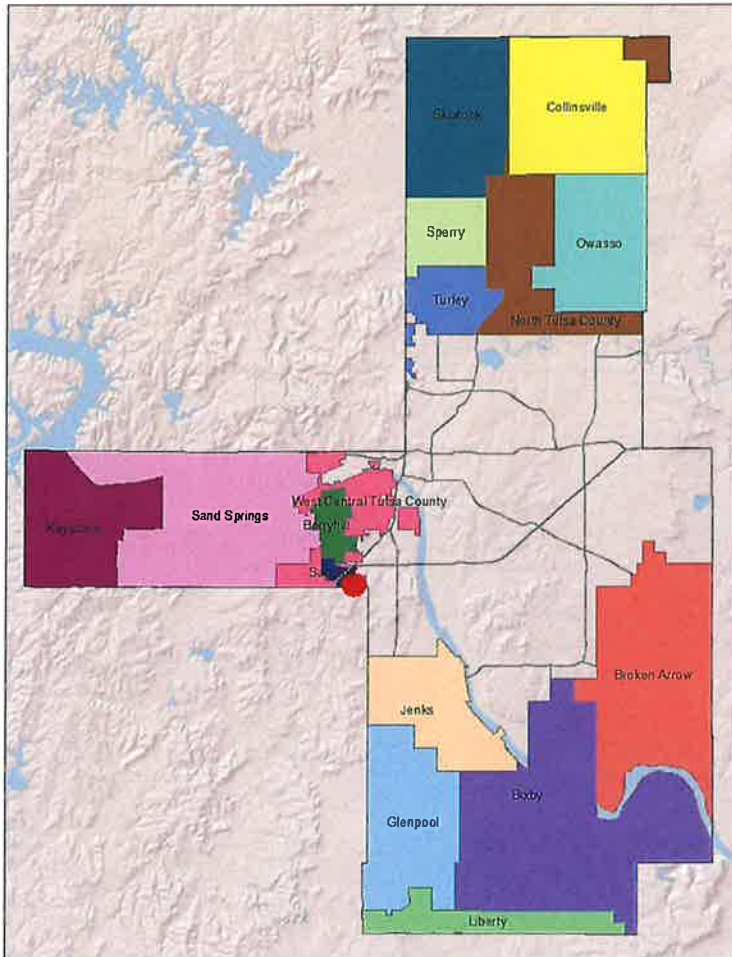 Skiatook
Collinsville
Sperry
Owasso
Turley
North Tulsa County
West Central Tulsa County
Keystone
Sand Springs
Berryhill
Broken Arrow
Jenks
Bixby
Glenpool
Liberty